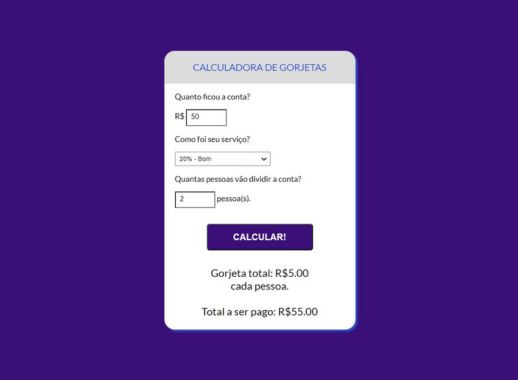 CALCULADORA DE GORJETAS
Quanto ficou a conta?
R$ 50
Como foi seu serviço?
20% - Bom
Quantas pessoas vão dividir a conta?
2 pessoa(s).
CALCULAR!
Gorjeta total: R$5.00
cada pessoa.
Total a ser pago: R$55.00